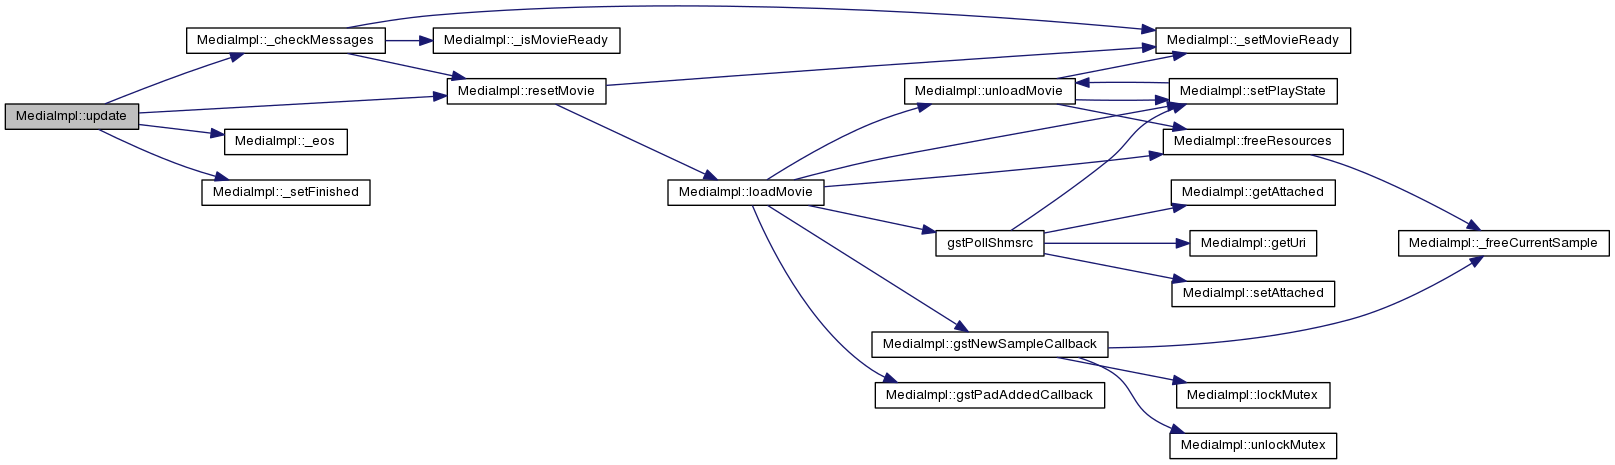 MediaImpl::update
MediaImpl::_checkMessages
MediaImpl::_isMovieReady
MediaImpl::resetMovie
MediaImpl::_eos
MediaImpl::_setFinished
MediaImpl::loadMovie
MediaImpl::unloadMovie
MediaImpl::_setMovieReady
MediaImpl::setPlayState
MediaImpl::freeResources
MediaImpl::getAttached
gstPollShmsrc
MediaImpl::getUri
MediaImpl::setAttached
MediaImpl::_freeCurrentSample
MediaImpl::gstNewSampleCallback
MediaImpl::gstPadAddedCallback
MediaImpl::lockMutex
MediaImpl::unlockMutex